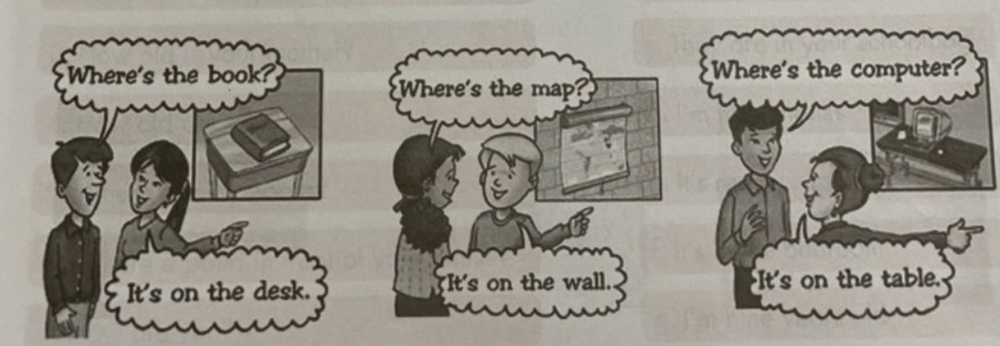 Where's the book?
It's on the desk.
Where's the map?
It's on the wall.
Where's the computer?
It's on the table.